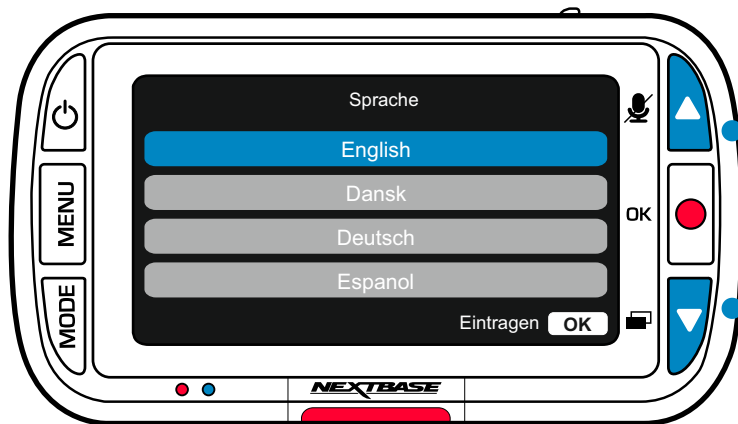 Sprache
English
Dansk
Deutsch
Espanol
Eintragen OK
MENU
MODE
OK
NEXTBASE